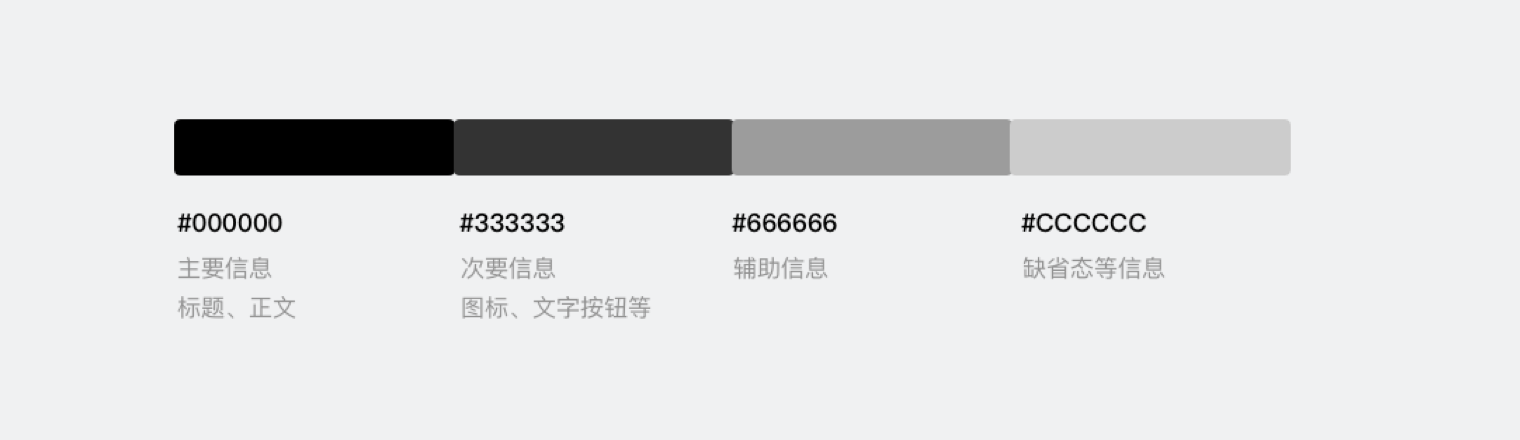 #000000
#333333
#666666
#CCCCCC
主要信息
次要信息
辅助信息
缺省态等信息
标题、正文
图标、文字按钮等